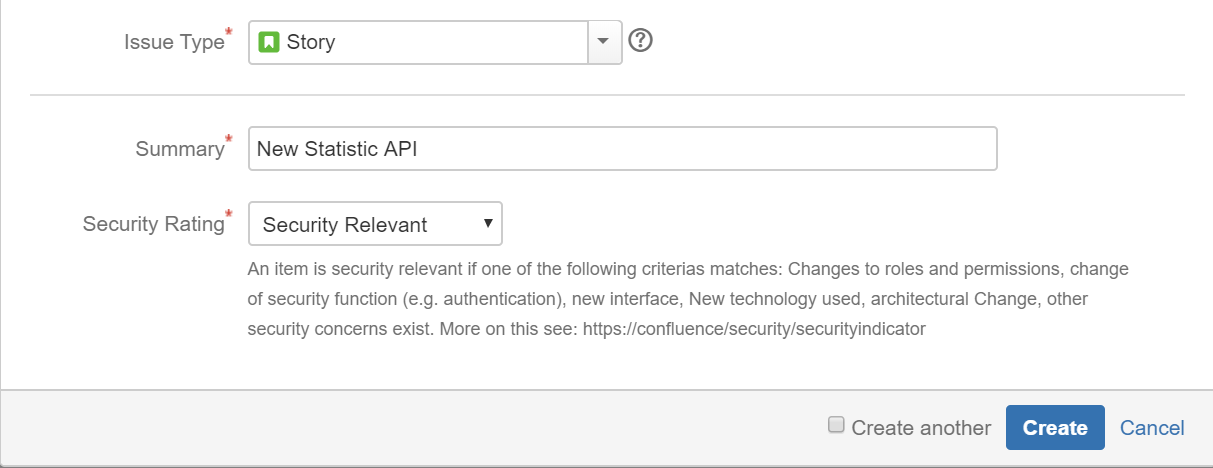 Issue Type* Story
Summary* New Statistic API
Security Rating* Security Relevant
An item is security relevant if one of the following criterias matches: Changes to roles and permissions, change
of security function (e.g. authentication), new interface, New technology used, architectural Change, other
security concerns exist. More on this see: https://confluence/security/securityindicator
Create another Create Cancel